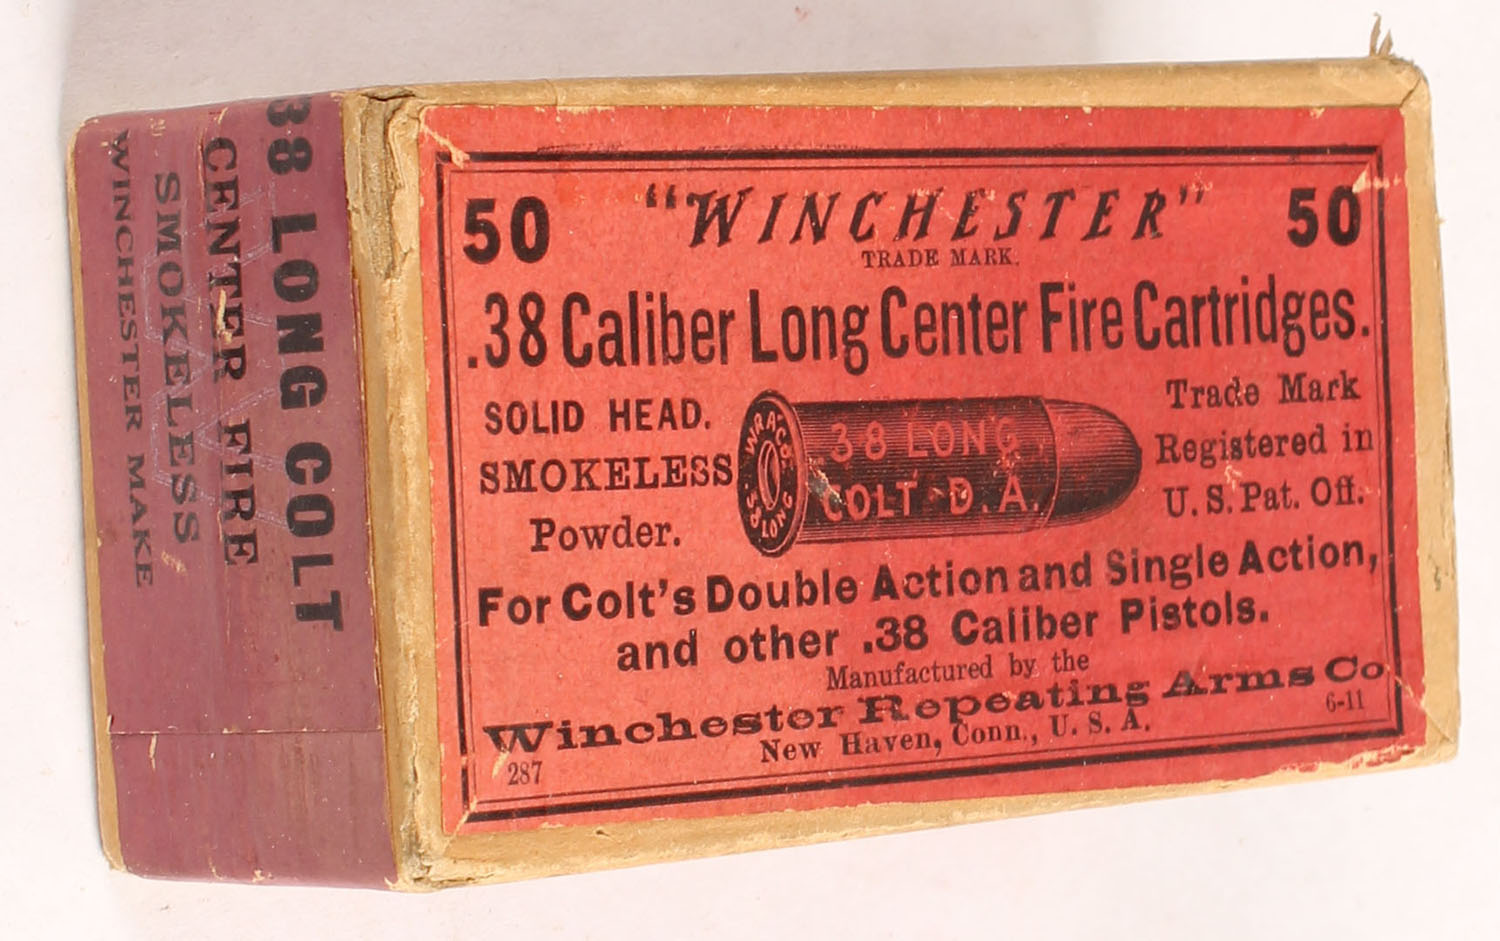 50 "WINCHESTER" 50
TRADE MARK.
.38 Caliber Long Center Fire Cartridges.
SOLID HEAD.
SMOKELESS
Powder.
W.R.A.CO.
.38 LONG
38 LONG
COLT D.A.
Trade Mark
Registered in
U.S. Pat. Off.
For Colt's Double Action and Single Action,
and other .38 Caliber Pistols.
Manufactured by the
Winchester Repeating Arms Co
New Haven, Conn., U. S. A.
287
6-11
38 LONG COLT
CENTER FIRE
SMOKELESS
WINCHESTER MAKE